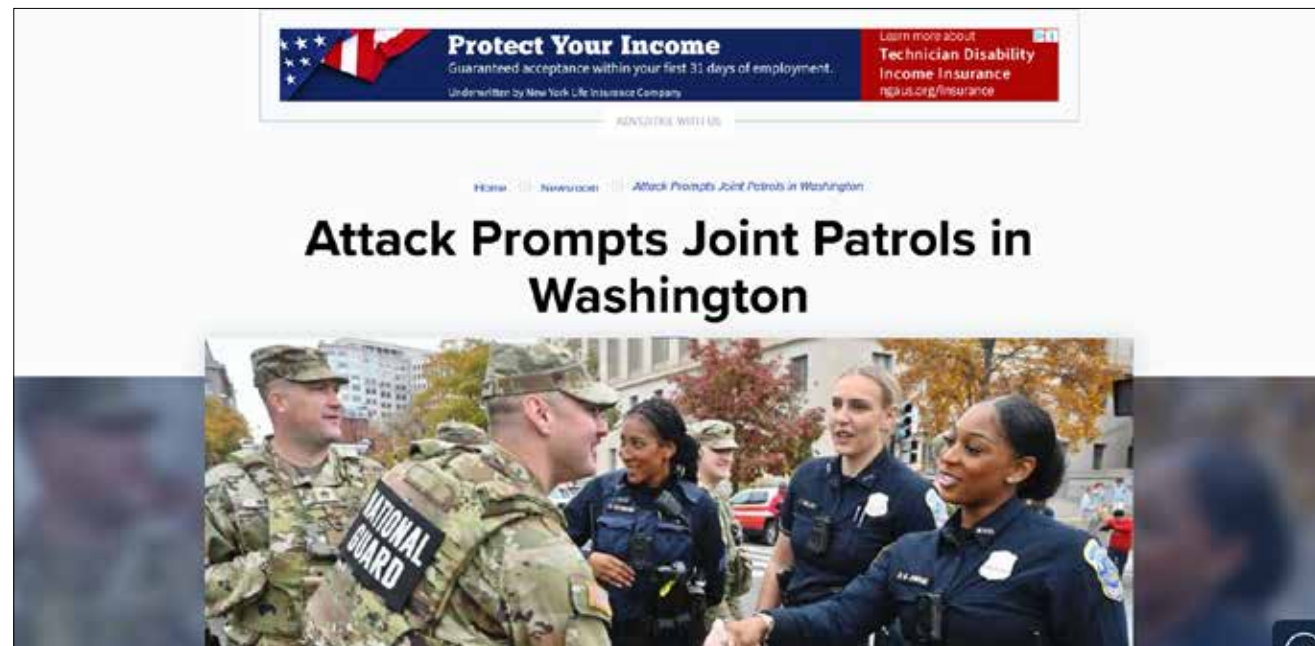 Protect Your Income
Guaranteed acceptance within your first 31 days of employment.
Underwritten by New York Life Insurance Company
Learn more about
Technician Disability
Income Insurance
ngaus.org/insurance
ADVERTISE WITH US
Home Newsroom Attack Prompts Joint Patrols in Washington
Attack Prompts Joint Patrols in
Washington
NATIONAL
GUARD